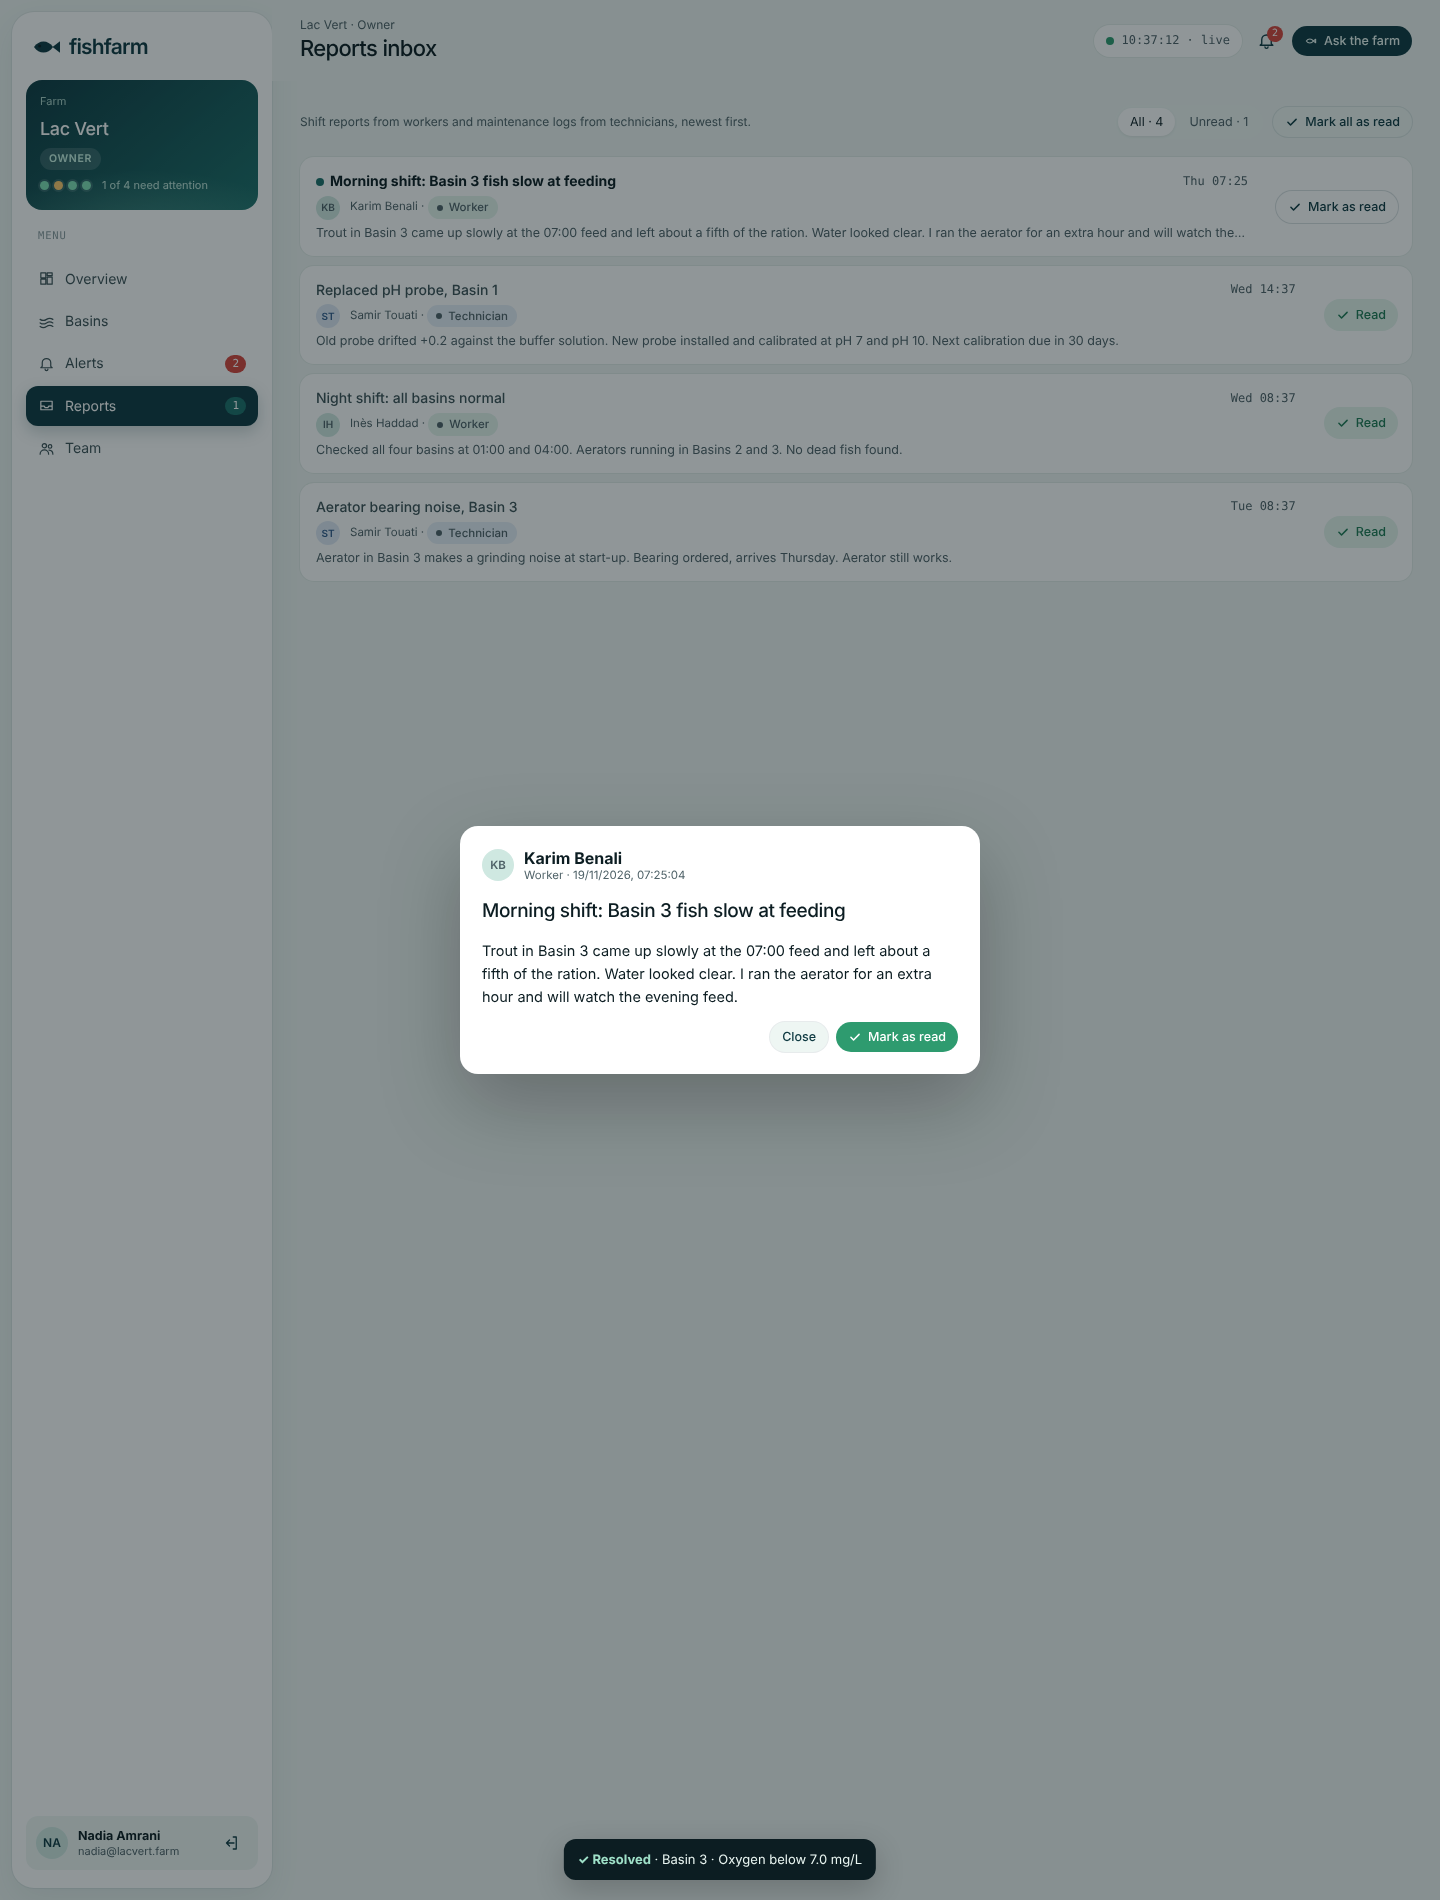 fishfarm
Farm
Lac Vert
OWNER
1 of 4 need attention
MENU
Overview
Basins
Alerts 2
Reports 1
Team
NA
Nadia Amrani
nadia@lacvert.farm
Lac Vert · Owner
Reports inbox
10:37:12 · live
2
Ask the farm
Shift reports from workers and maintenance logs from technicians, newest first.
All · 4
Unread · 1
Mark all as read
Morning shift: Basin 3 fish slow at feeding
Thu 07:25
KB Karim Benali · Worker
Mark as read
Trout in Basin 3 came up slowly at the 07:00 feed and left about a fifth of the ration. Water looked clear. I ran the aerator for an extra hour and will watch the...
Replaced pH probe, Basin 1
Wed 14:37
ST Samir Touati · Technician
Read
Old probe drifted +0.2 against the buffer solution. New probe installed and calibrated at pH 7 and pH 10. Next calibration due in 30 days.
Night shift: all basins normal
Wed 08:37
IH Inès Haddad · Worker
Read
Checked all four basins at 01:00 and 04:00. Aerators running in Basins 2 and 3. No dead fish found.
Aerator bearing noise, Basin 3
Tue 08:37
ST Samir Touati · Technician
Read
Aerator in Basin 3 makes a grinding noise at start-up. Bearing ordered, arrives Thursday. Aerator still works.
KB
Karim Benali
Worker · 19/11/2026, 07:25:04
Morning shift: Basin 3 fish slow at feeding
Trout in Basin 3 came up slowly at the 07:00 feed and left about a
fifth of the ration. Water looked clear. I ran the aerator for an extra
hour and will watch the evening feed.
Close
Mark as read
✓ Resolved · Basin 3 · Oxygen below 7.0 mg/L